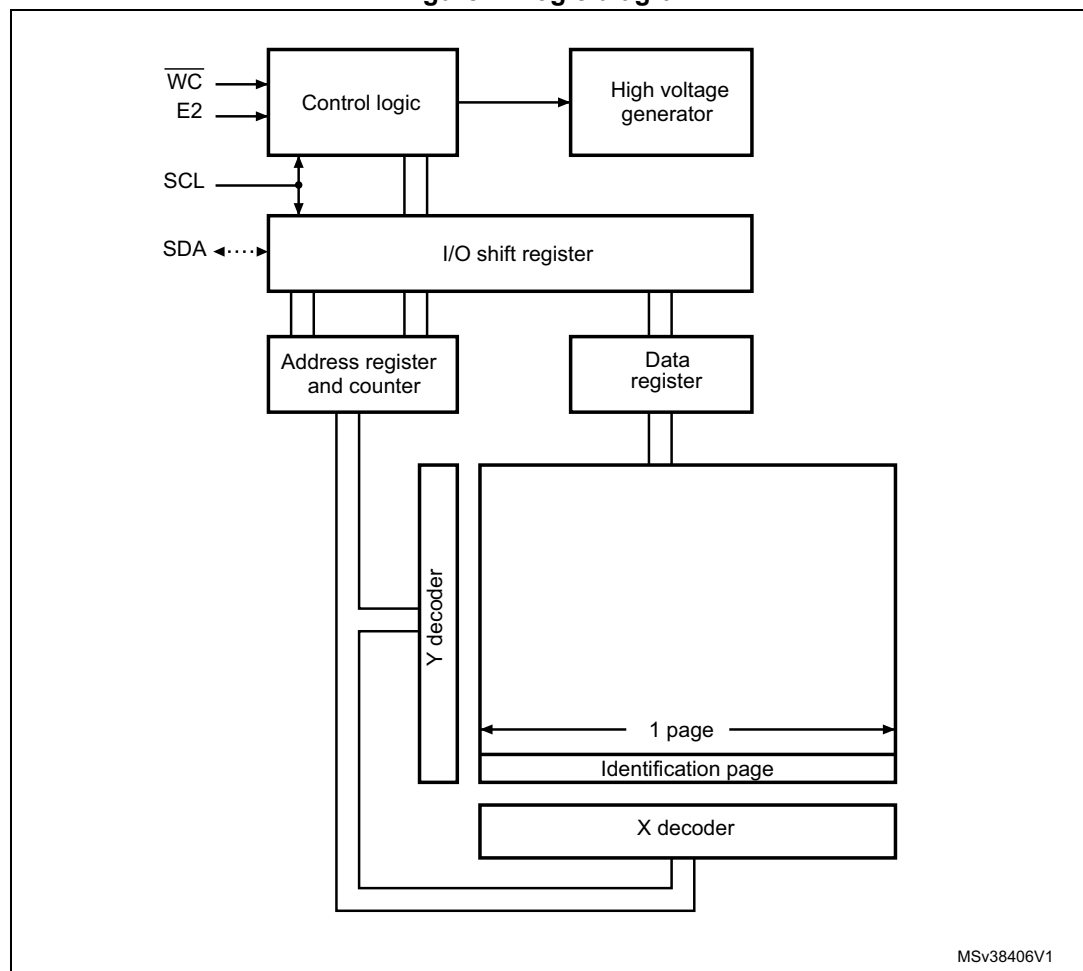 WC
Control logic
High voltage
generator
E2
SCL
SDA
I/O shift register
Address register
and counter
Data
register
Y decoder
1 page
Identification page
X decoder
MSv38406V1